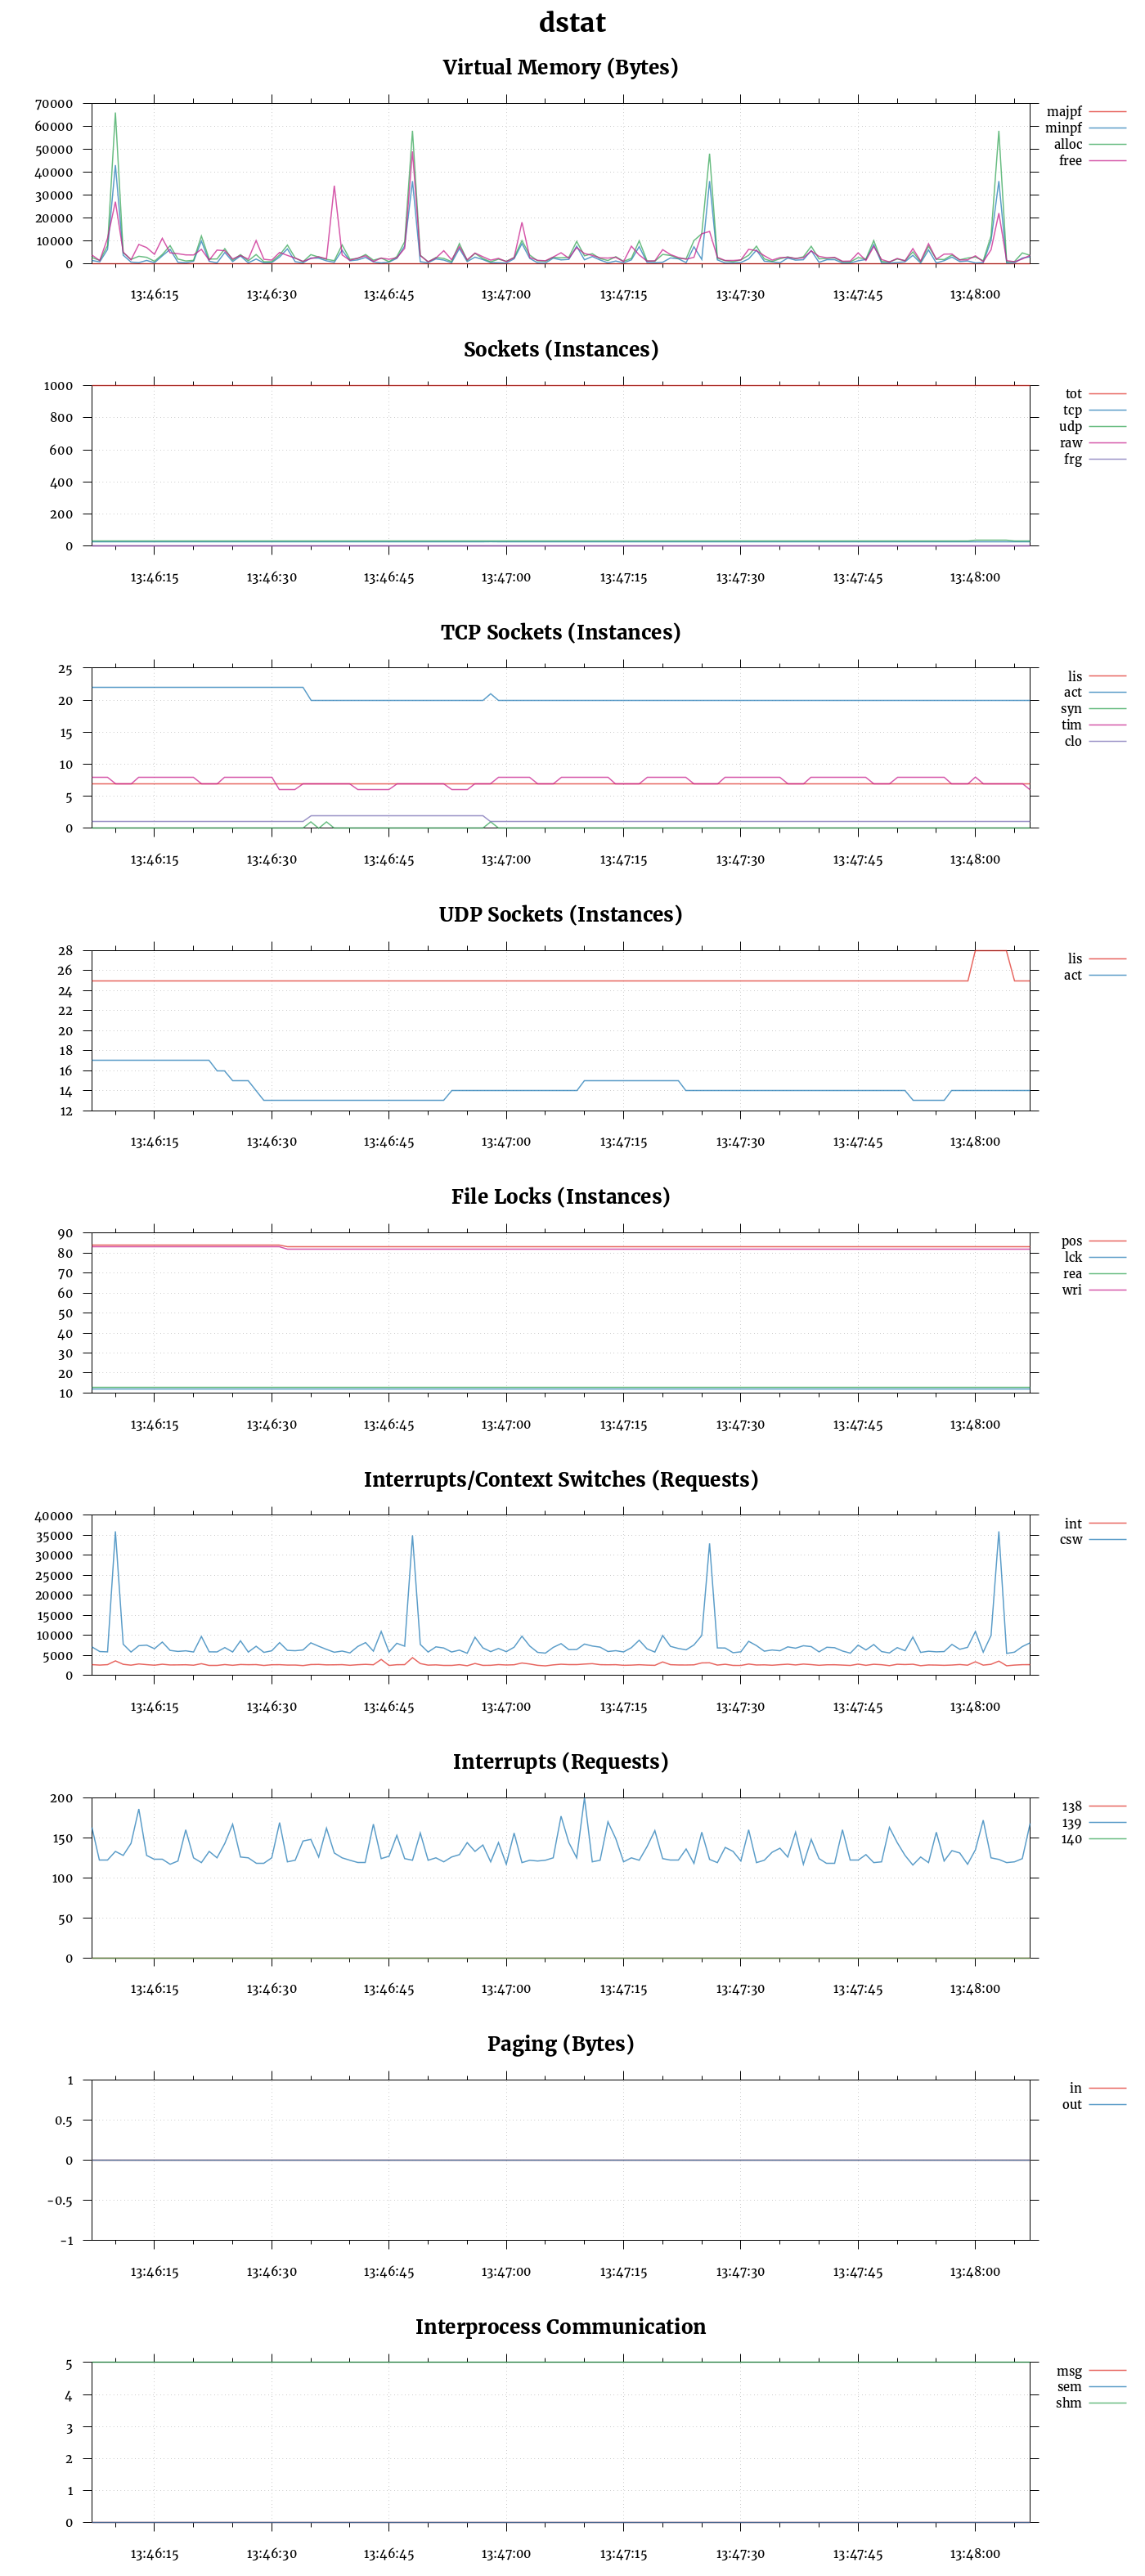 dstat
Virtual Memory (Bytes)
70000
60000
50000
40000
30000
20000
10000
0
13:46:15 13:46:30 13:46:45 13:47:00 13:47:15 13:47:30 13:47:45 13:48:00
majpf
minpf
alloc
free
Sockets (Instances)
1000
800
600
400
200
0
13:46:15 13:46:30 13:46:45 13:47:00 13:47:15 13:47:30 13:47:45 13:48:00
tot
tcp
udp
raw
frg
TCP Sockets (Instances)
25
20
15
10
5
0
13:46:15 13:46:30 13:46:45 13:47:00 13:47:15 13:47:30 13:47:45 13:48:00
lis
act
syn
tim
clo
UDP Sockets (Instances)
28
26
24
22
20
18
16
14
12
13:46:15 13:46:30 13:46:45 13:47:00 13:47:15 13:47:30 13:47:45 13:48:00
lis
act
File Locks (Instances)
90
80
70
60
50
40
30
20
10
13:46:15 13:46:30 13:46:45 13:47:00 13:47:15 13:47:30 13:47:45 13:48:00
pos
lck
rea
wri
Interrupts/Context Switches (Requests)
40000
35000
30000
25000
20000
15000
10000
5000
0
13:46:15 13:46:30 13:46:45 13:47:00 13:47:15 13:47:30 13:47:45 13:48:00
int
csw
Interrupts (Requests)
200
150
100
50
0
13:46:15 13:46:30 13:46:45 13:47:00 13:47:15 13:47:30 13:47:45 13:48:00
138
139
140
Paging (Bytes)
1
0.5
0
-0.5
-1
13:46:15 13:46:30 13:46:45 13:47:00 13:47:15 13:47:30 13:47:45 13:48:00
in
out
Interprocess Communication
5
4
3
2
1
0
13:46:15 13:46:30 13:46:45 13:47:00 13:47:15 13:47:30 13:47:45 13:48:00
msg
sem
shm